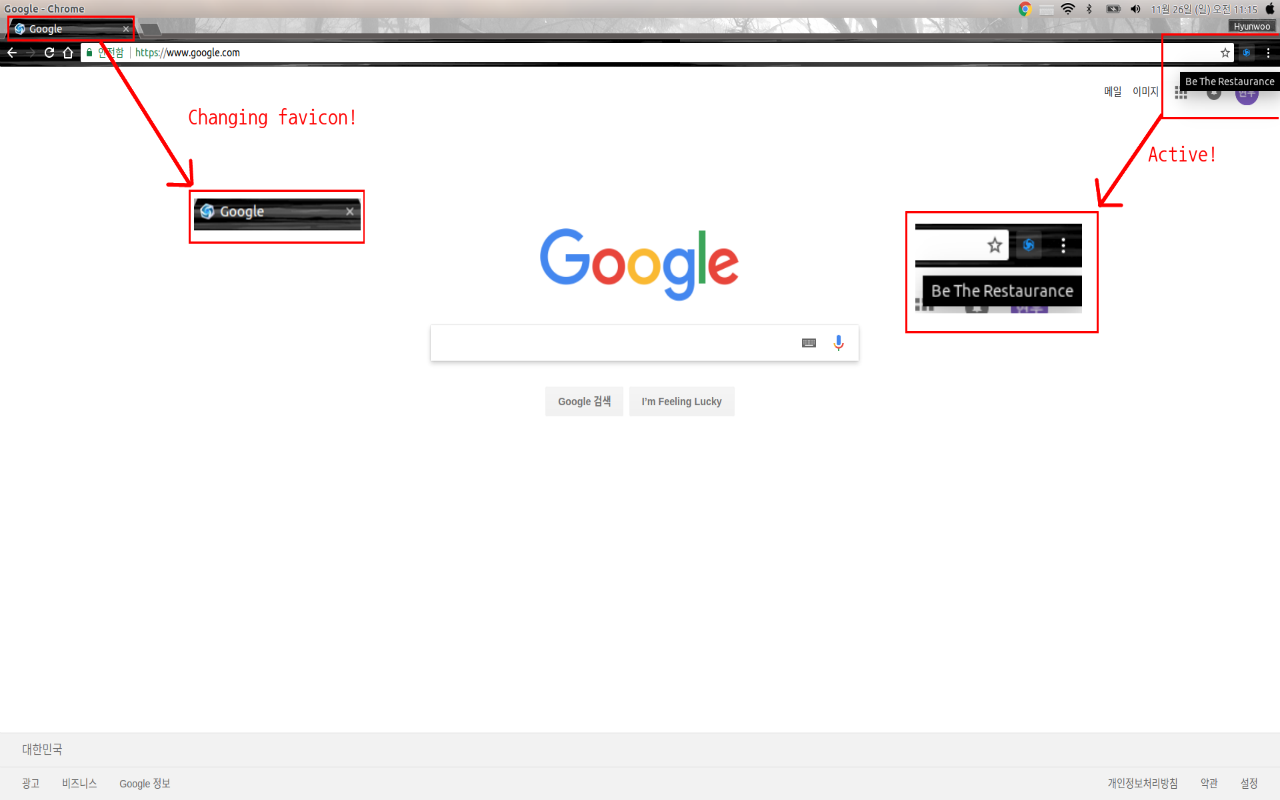 Google - Chrome
11월 26일 (일) 오전 11:15
Google
Hyunwoo
안전함 https://www.google.com
Be The Restaurance
메일 이미지
Changing favicon!
Active!
Google
Google
Be The Restaurance
Google 검색 I'm Feeling Lucky
대한민국
광고 비즈니스 Google 정보 개인정보처리방침 약관 설정